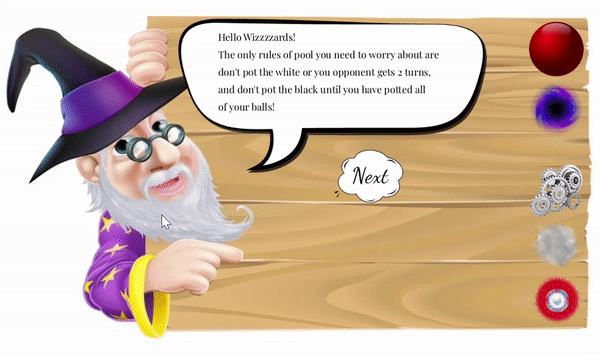 Hello Wizzzzards!
The only rules of pool you need to worry about are
don't pot the white or you opponent gets 2 turns,
and don't pot the black until you have potted all
of your balls!
Next